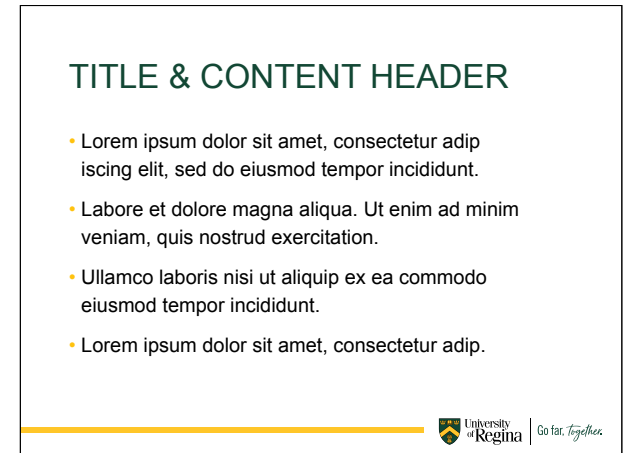 TITLE & CONTENT HEADER
• Lorem ipsum dolor sit amet, consectetur adip
iscing elit, sed do eiusmod tempor incididunt.
• Labore et dolore magna aliqua. Ut enim ad minim
veniam, quis nostrud exercitation.
• Ullamco laboris nisi ut aliquip ex ea commodo
eiusmod tempor incididunt.
• Lorem ipsum dolor sit amet, consectetur adip.
University
of Regina
Go far, Together.